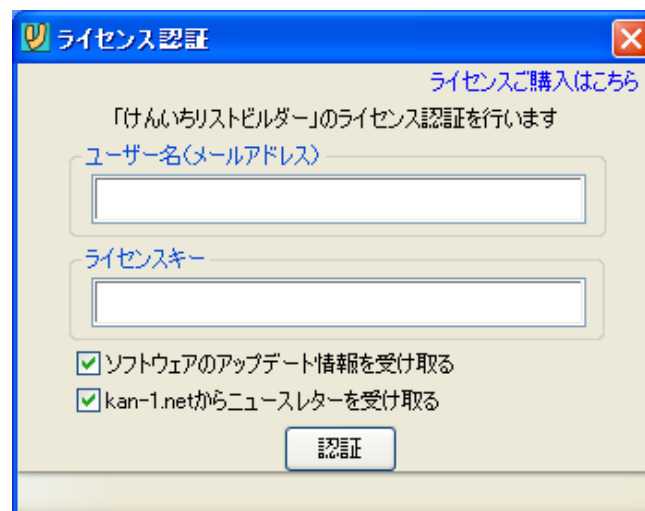 ライセンス認証
ライセンスご購入はこちら
「けんいちリストビルダー」のライセンス認証を行います
ユーザー名(メールアドレス)
ライセンスキー
ソフトウェアのアップデート情報を受け取る
kan-1.netからニュースレターを受け取る
認証